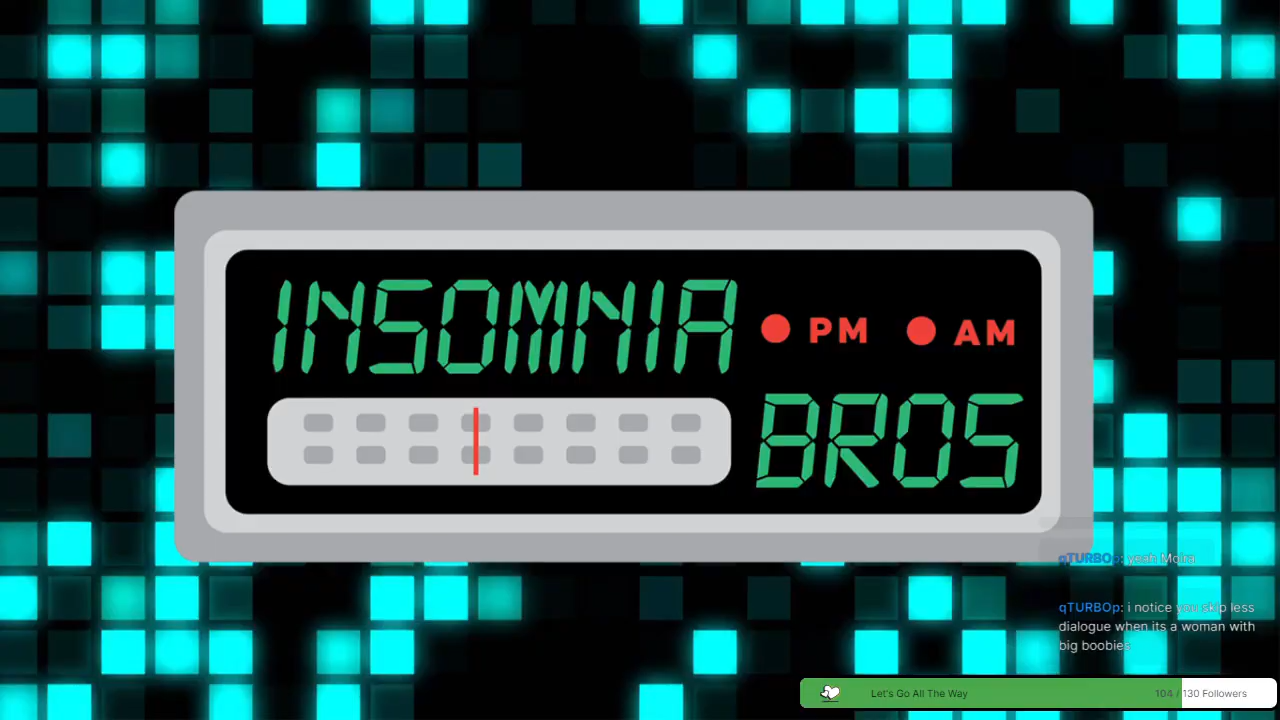 INSOMNIA
PM AM
BROS
qTURBOp: yeah Moira
qTURBOp: i notice you skip less
dialogue when its a woman with
big boobies
Let's Go All The Way 104 / 130 Followers